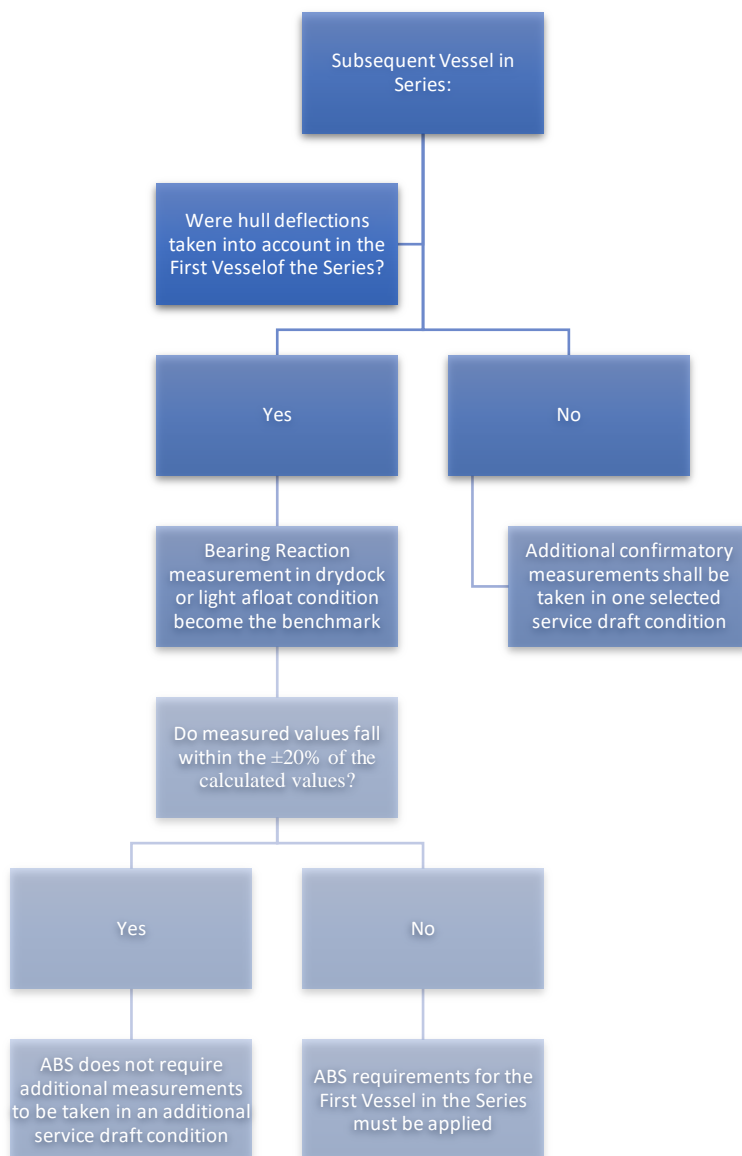 Subsequent Vessel in
Series:
Were hull deflections
taken into account in the
First Vesselof the Series?
Yes
No
Bearing Reaction
measurement in drydock
or light afloat condition
become the benchmark
Additional confirmatory
measurements shall be
taken in one selected
service draft condition
Do measured values fall
within the ±20% of the
calculated values?
Yes
No
ABS does not require
additional measurements
to be taken in an additional
service draft condition
ABS requirements for the
First Vessel in the Series
must be applied